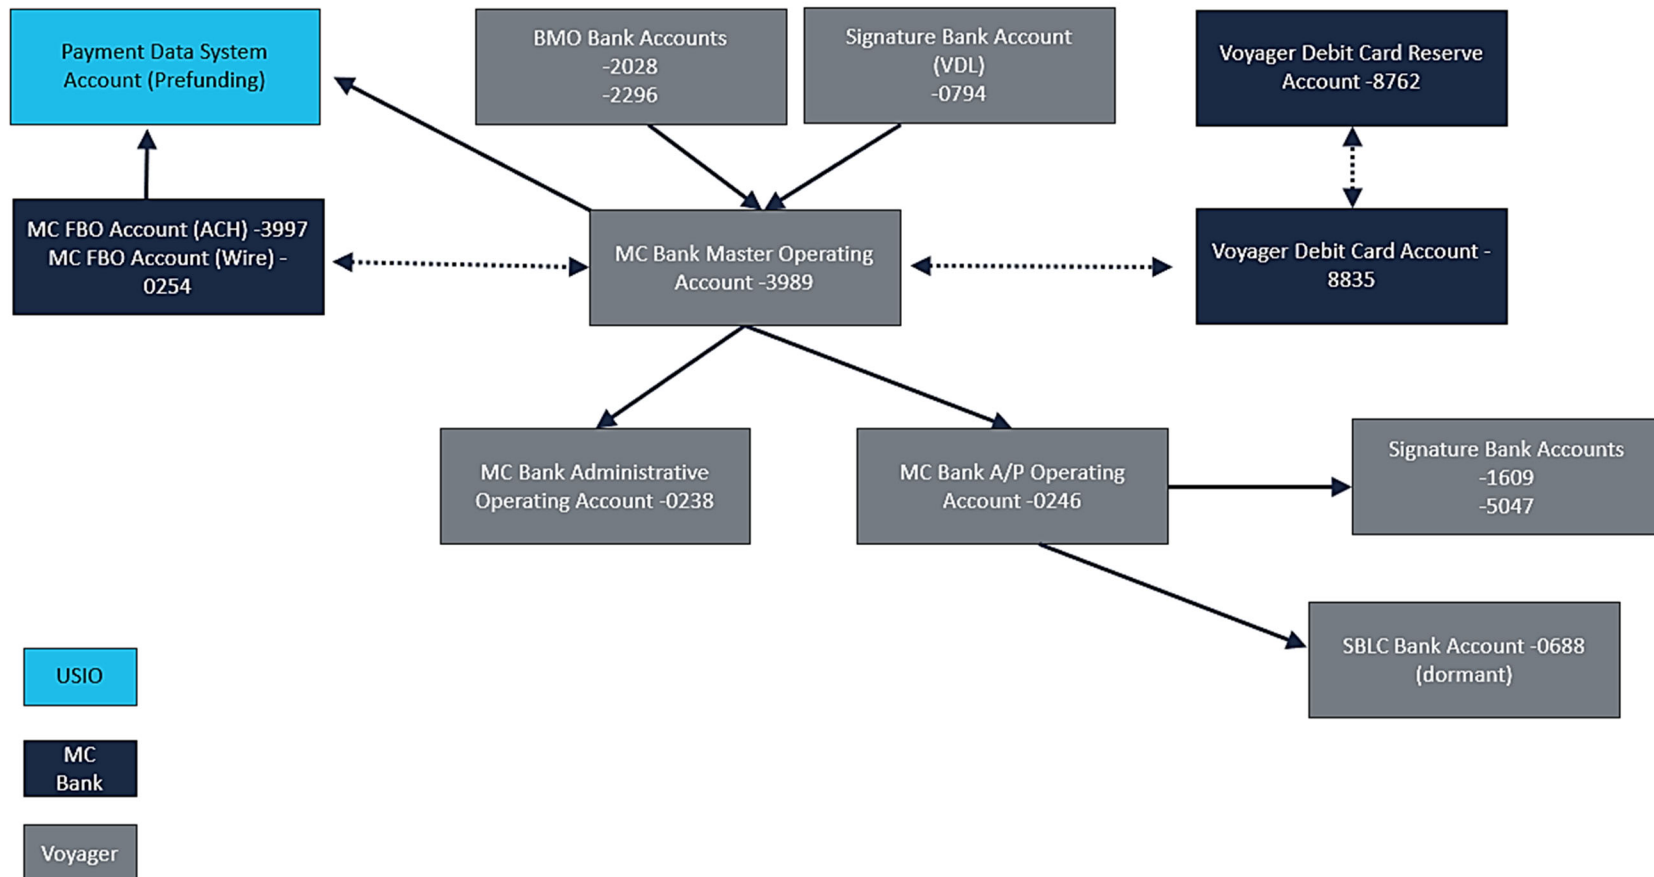 Payment Data System
Account (Prefunding)
BMO Bank Accounts
-2028
-2296
Signature Bank Account
(VDL)
-0794
Voyager Debit Card Reserve
Account -8762
MC FBO Account (ACH) -3997
MC FBO Account (Wire) -
0254
MC Bank Master Operating
Account -3989
Voyager Debit Card Account -
8835
MC Bank Administrative
Operating Account -0238
MC Bank A/P Operating
Account -0246
Signature Bank Accounts
-1609
-5047
SBLC Bank Account -0688
(dormant)
USIO
MC
Bank
Voyager